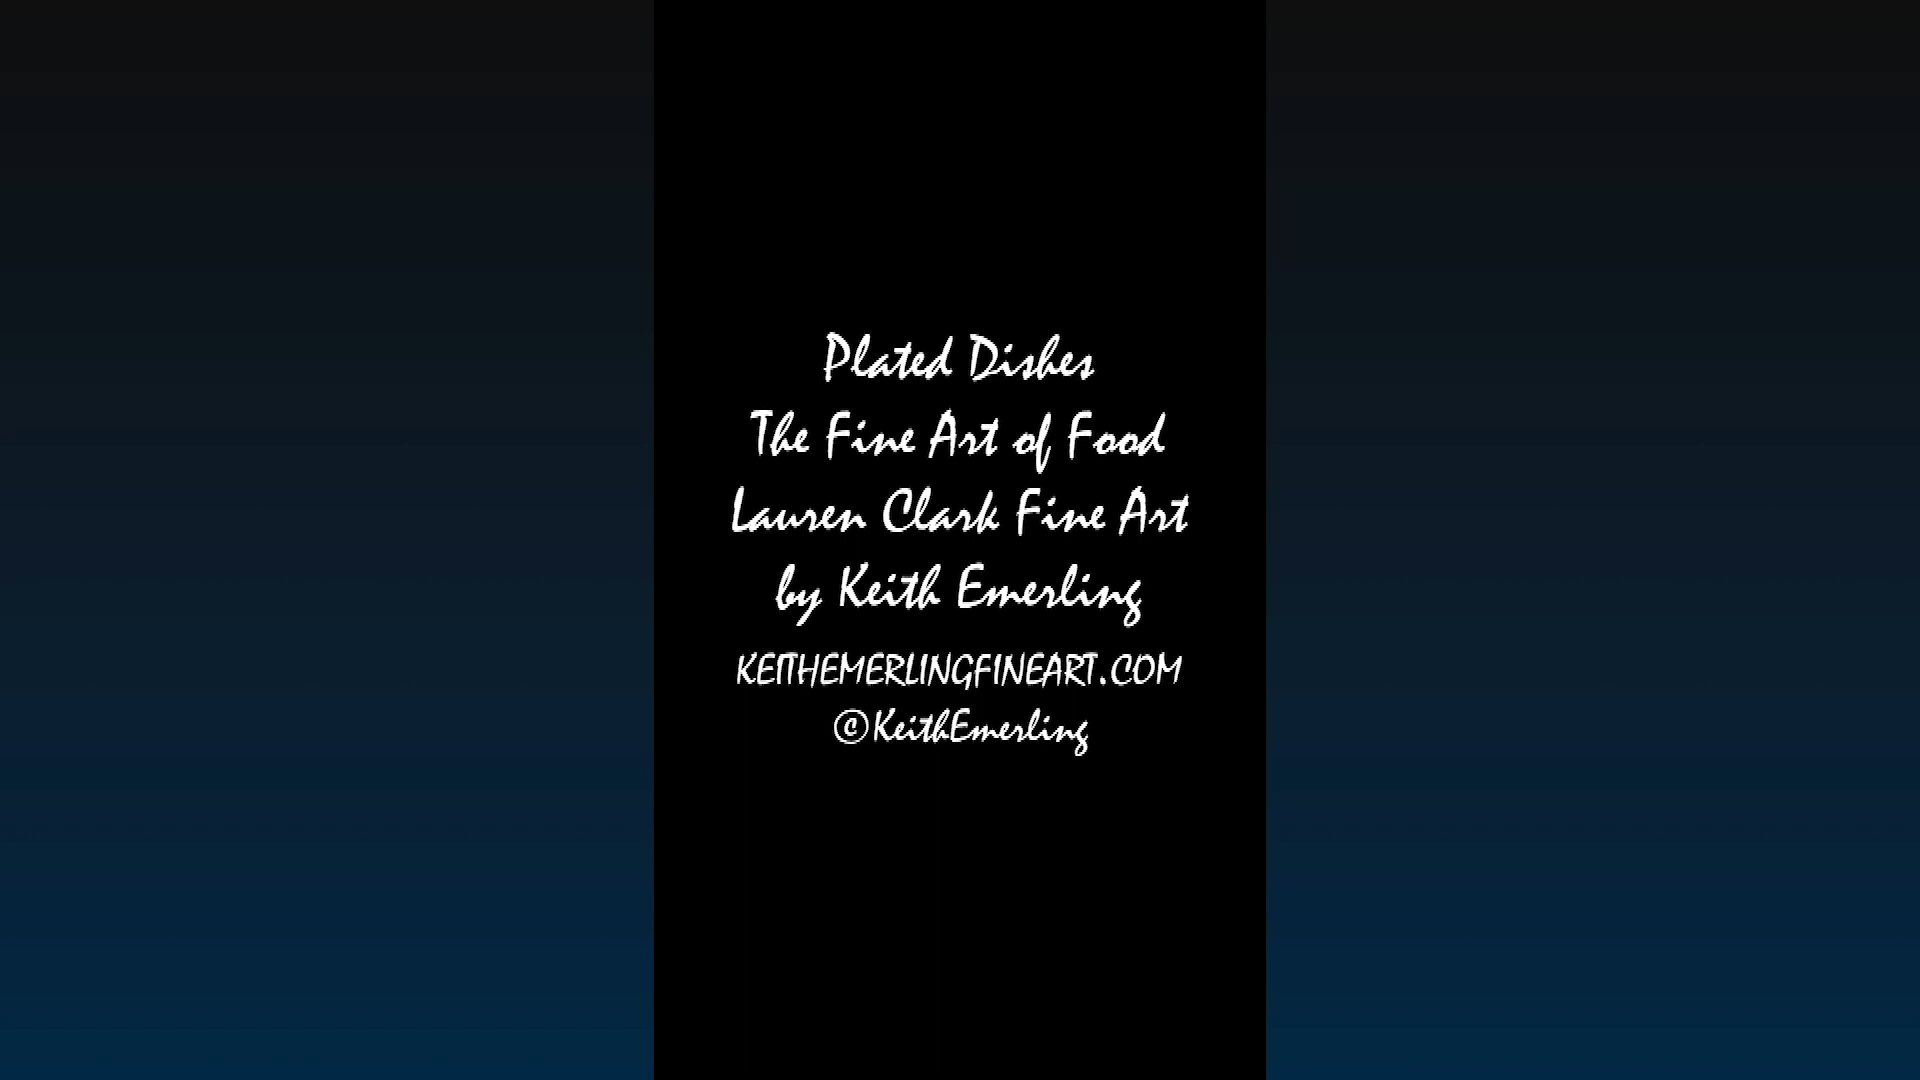 Plated Dishes
The Fine Art of Food
Lauren Clark Fine Art
by Keith Emerling
KEITHEMERLINGFINEART.COM
©KeithEmerling